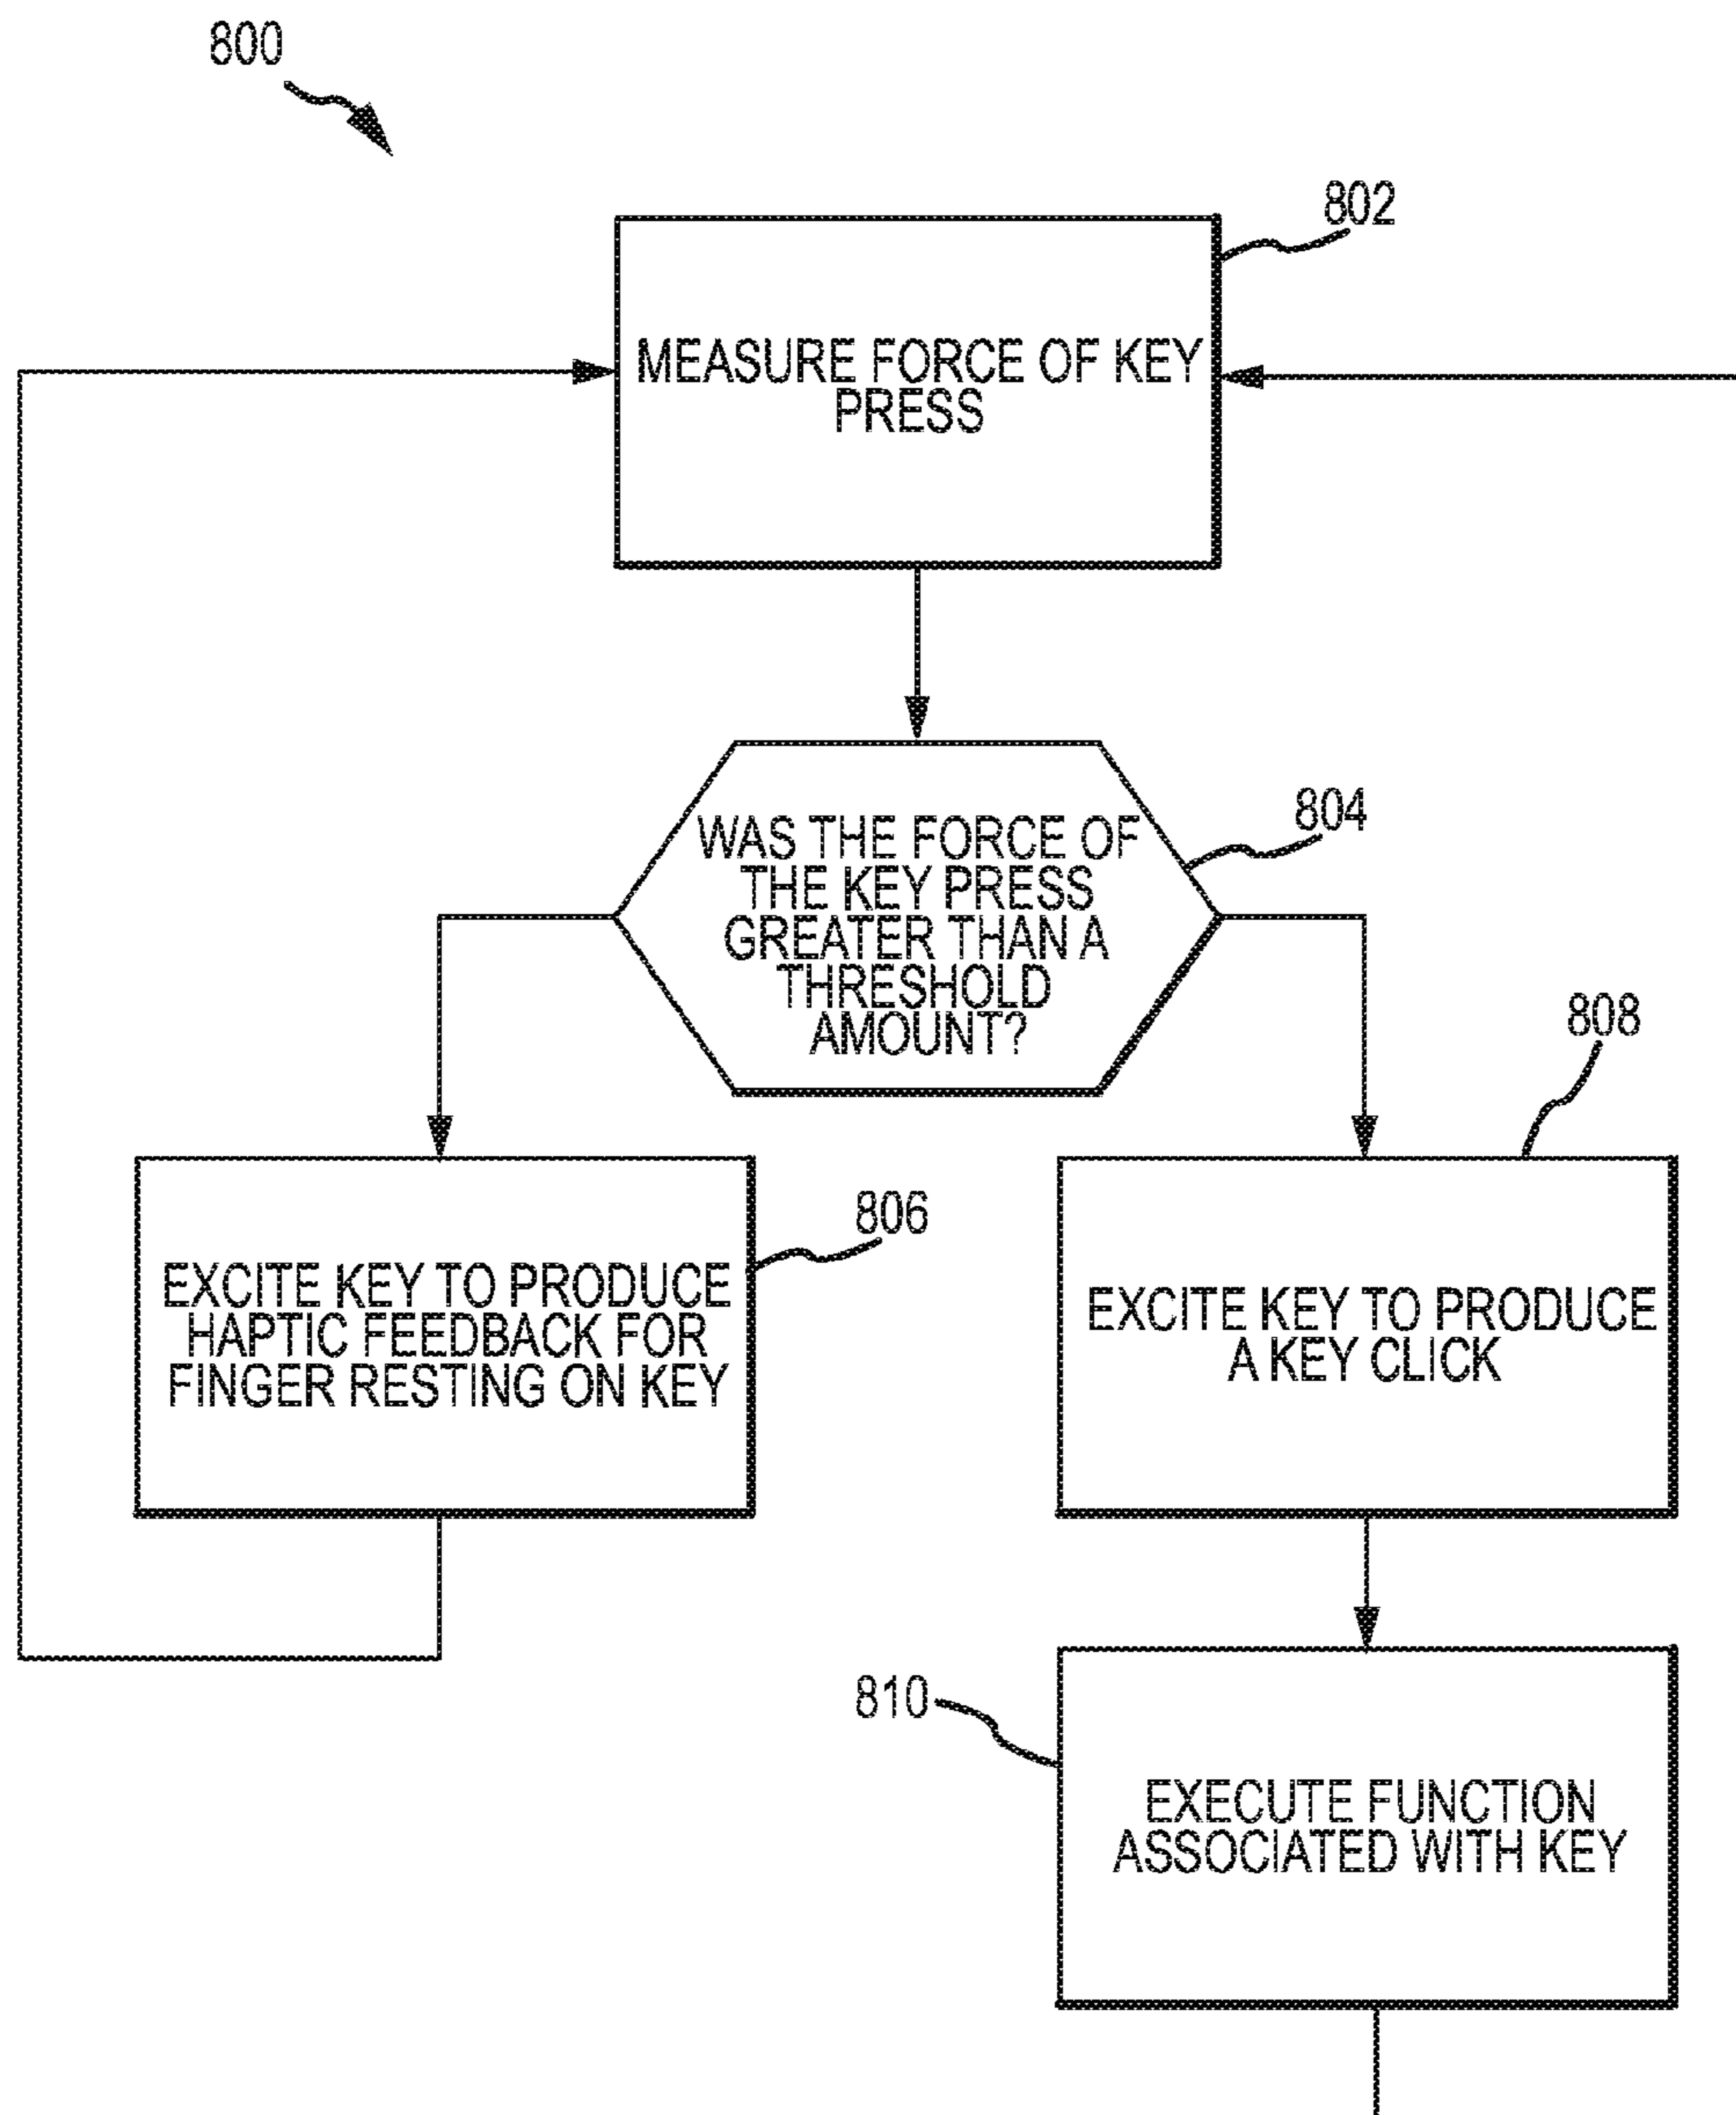 800
802
MEASURE FORCE OF KEY
PRESS
804
WAS THE FORCE OF
THE KEY PRESS
GREATER THAN A
THRESHOLD
AMOUNT?
808
806
EXCITE KEY TO PRODUCE
HAPTIC FEEDBACK FOR
FINGER RESTING ON KEY
EXCITE KEY TO PRODUCE
A KEY CLICK
810
EXECUTE FUNCTION
ASSOCIATED WITH KEY